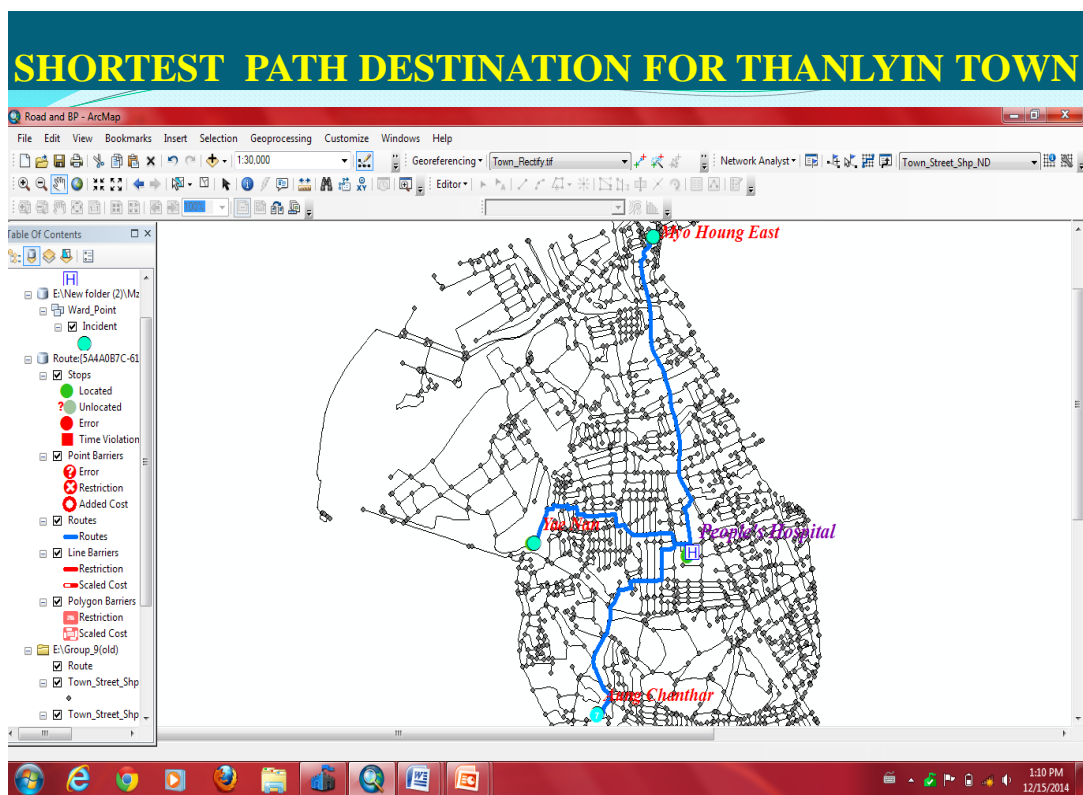 SHORTEST PATH DESTINATION FOR THANLYIN TOWN
Road and BP - ArcMap
File Edit View Bookmarks Insert Selection Geoprocessing Customize Windows Help
1:30,000 Georeferencing Town_Rectify.tif Network Analyst Town_Street_Shp_ND
Editor
Table Of Contents
H
E:\New folder (2)\Mz
Ward_Point
Incident
Route:{5A4A0B7C-61
Stops
Located
Unlocated
Error
Time Violation
Point Barriers
Error
Restriction
Added Cost
Routes
Routes
Line Barriers
Restriction
Scaled Cost
Polygon Barriers
Restriction
Scaled Cost
E:\Group_9(old)
Route
Town_Street_Shp
Town_Street_Shp
Myo Houng East
Yae Nan
People's Hospital
H
Aung Chanthar
1:10 PM
12/15/2014